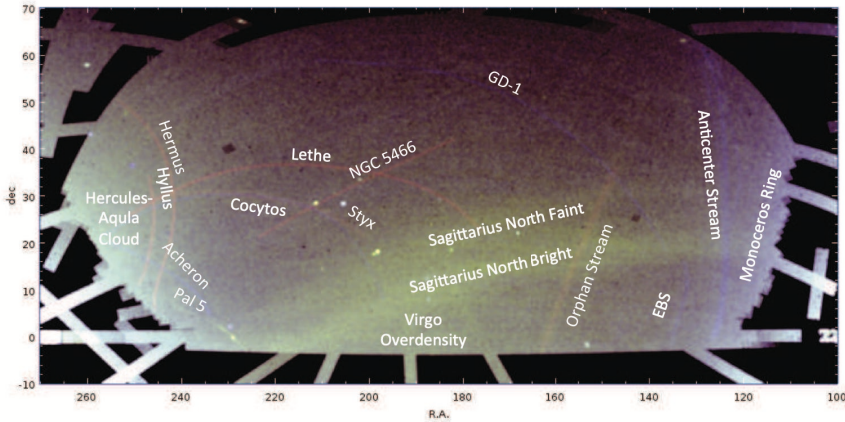 70
60
50
40
30
20
10
0
-10
dec
GD-1
Hermus
Lethe
NGC 5466
Hyllus
Hercules-
Aqula
Cloud
Cocytos
Styx
Acheron
Pal 5
Sagittarius North Faint
Sagittarius North Bright
Virgo
Overdensity
Orphan Stream
EBS
Anticenter Stream
Monoceros Ring
260
240
220
200
180
160
140
120
100
R.A.